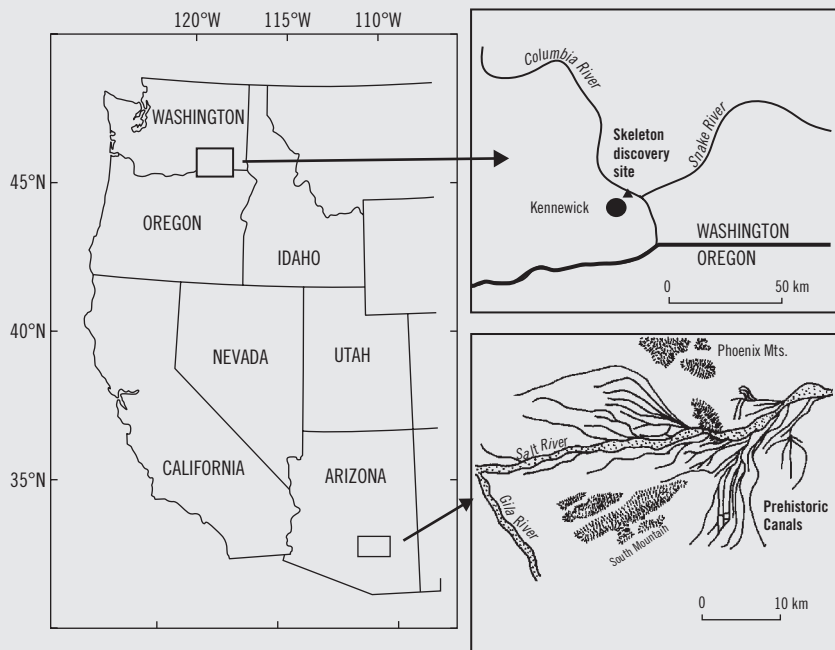 120°W 115°W 110°W
45°N
40°N
35°N
WASHINGTON
OREGON
IDAHO
NEVADA
UTAH
CALIFORNIA
ARIZONA
Columbia River
Snake River
Skeleton
discovery
site
Kennewick
WASHINGTON
OREGON
0 50 km
Phoenix Mts.
Salt River
Gila River
South Mountain
Prehistoric
Canals
0 10 km